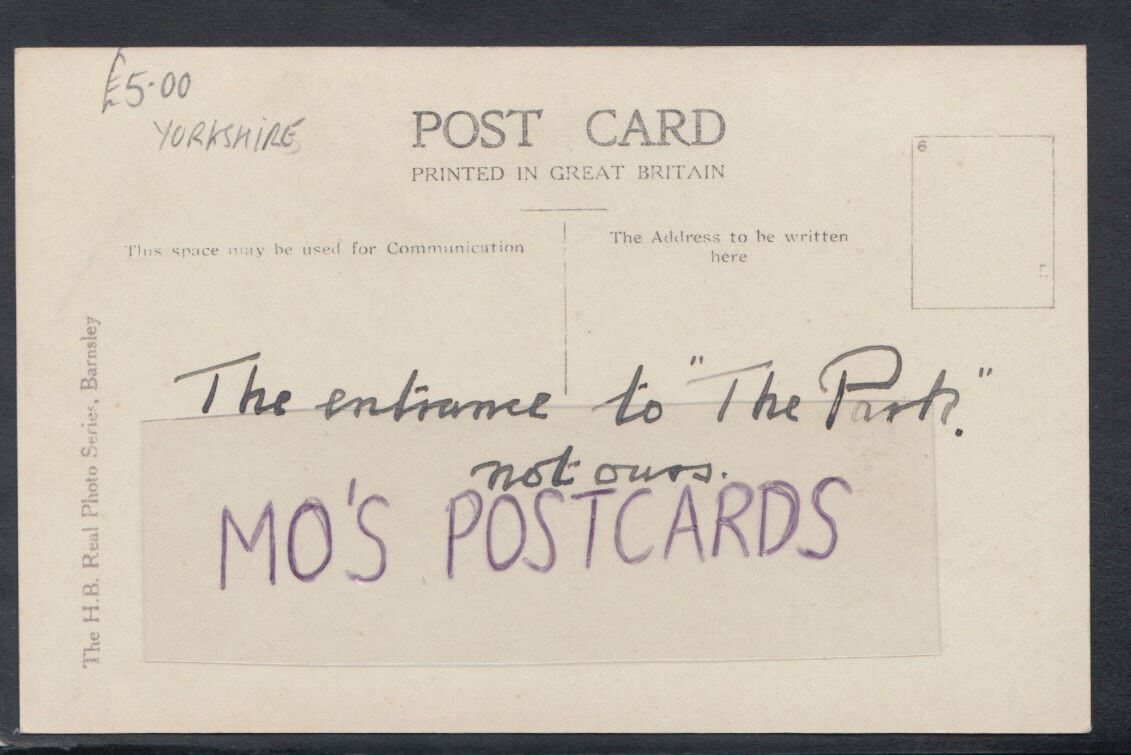 £5·00
YORKSHIRE
POST CARD
PRINTED IN GREAT BRITAIN
This space may be used for Communication
The Address to be written
here
6
The H.B. Real Photo Series, Barnsley
The entrance to "The Park."
not ours.
MO'S POSTCARDS